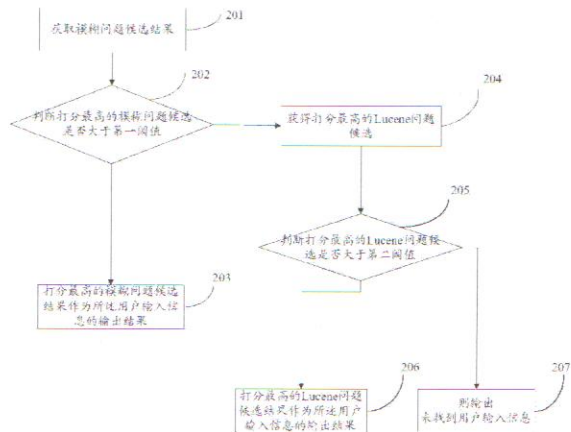 获取模糊问题候选结果
201
202
判断打分最高的模糊问题候选
是否大于第一阈值
204
获得打分最高的Lucene问题
候选
205
判断打分最高的Lucene问题候
选是否大于第二阈值
打分最高的模糊问题候选
结果作为所述用户输入信
息的输出结果
203
206
打分最高的Lucene问题
候选结果作为所述用户
输入信息的输出结果
207
则输出
未找到用户输入信息